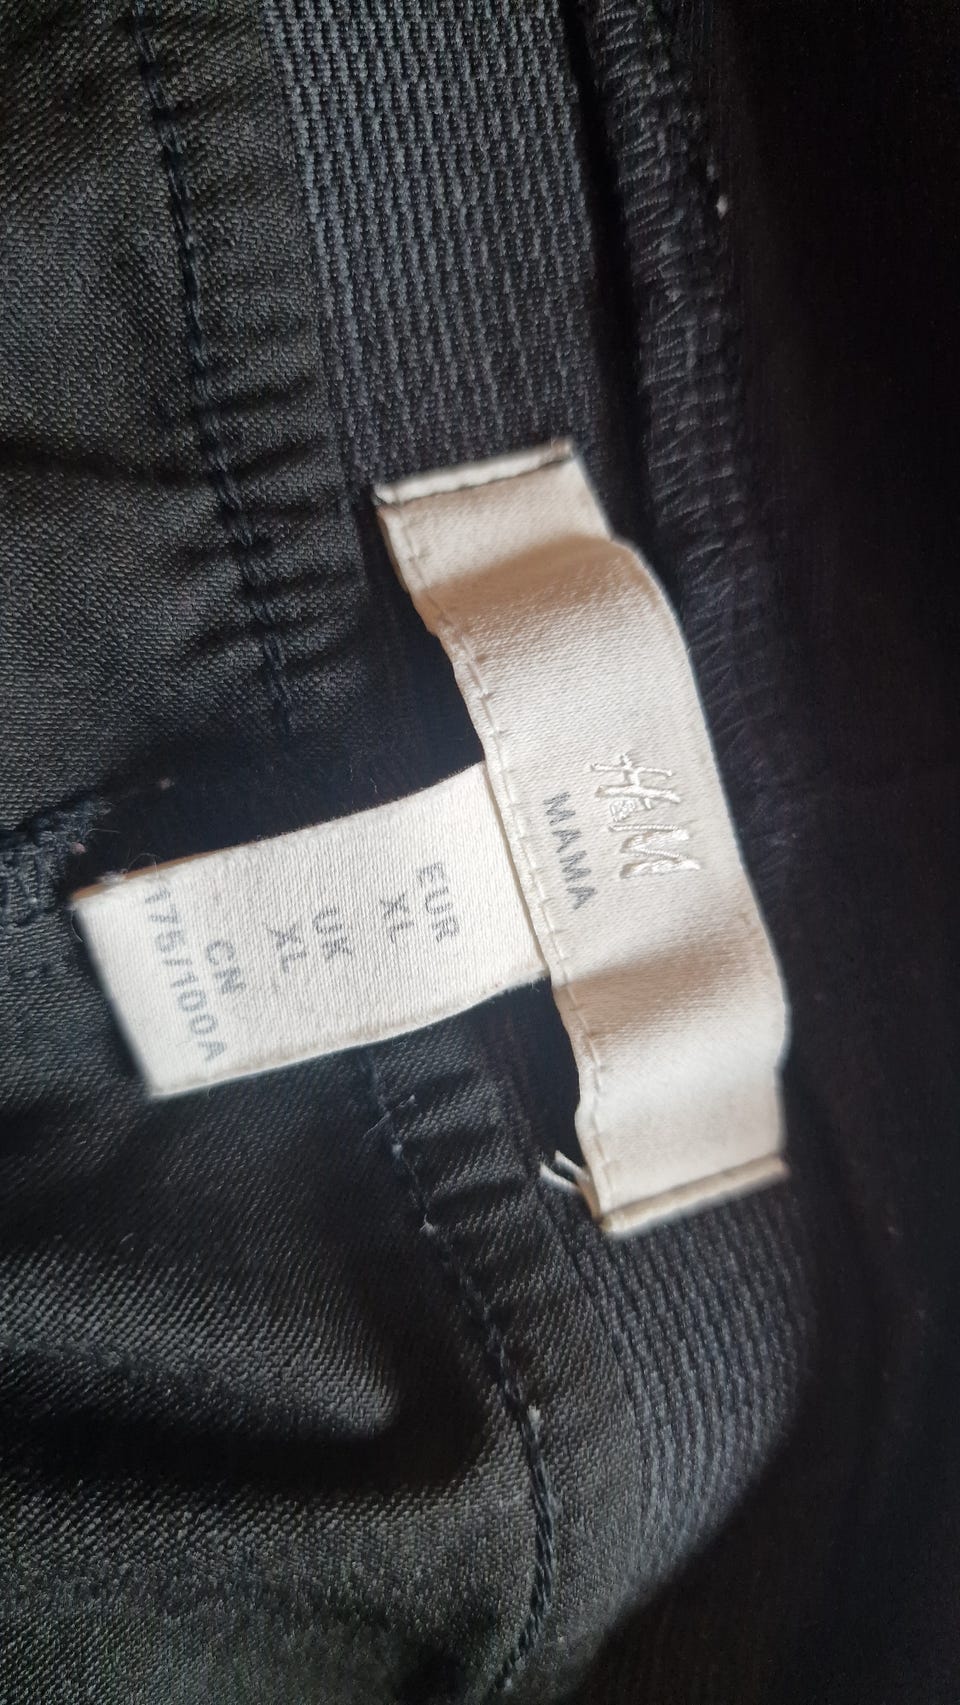 H&M
MAMA
EUR
XL
UK
XL
CN
175/100A